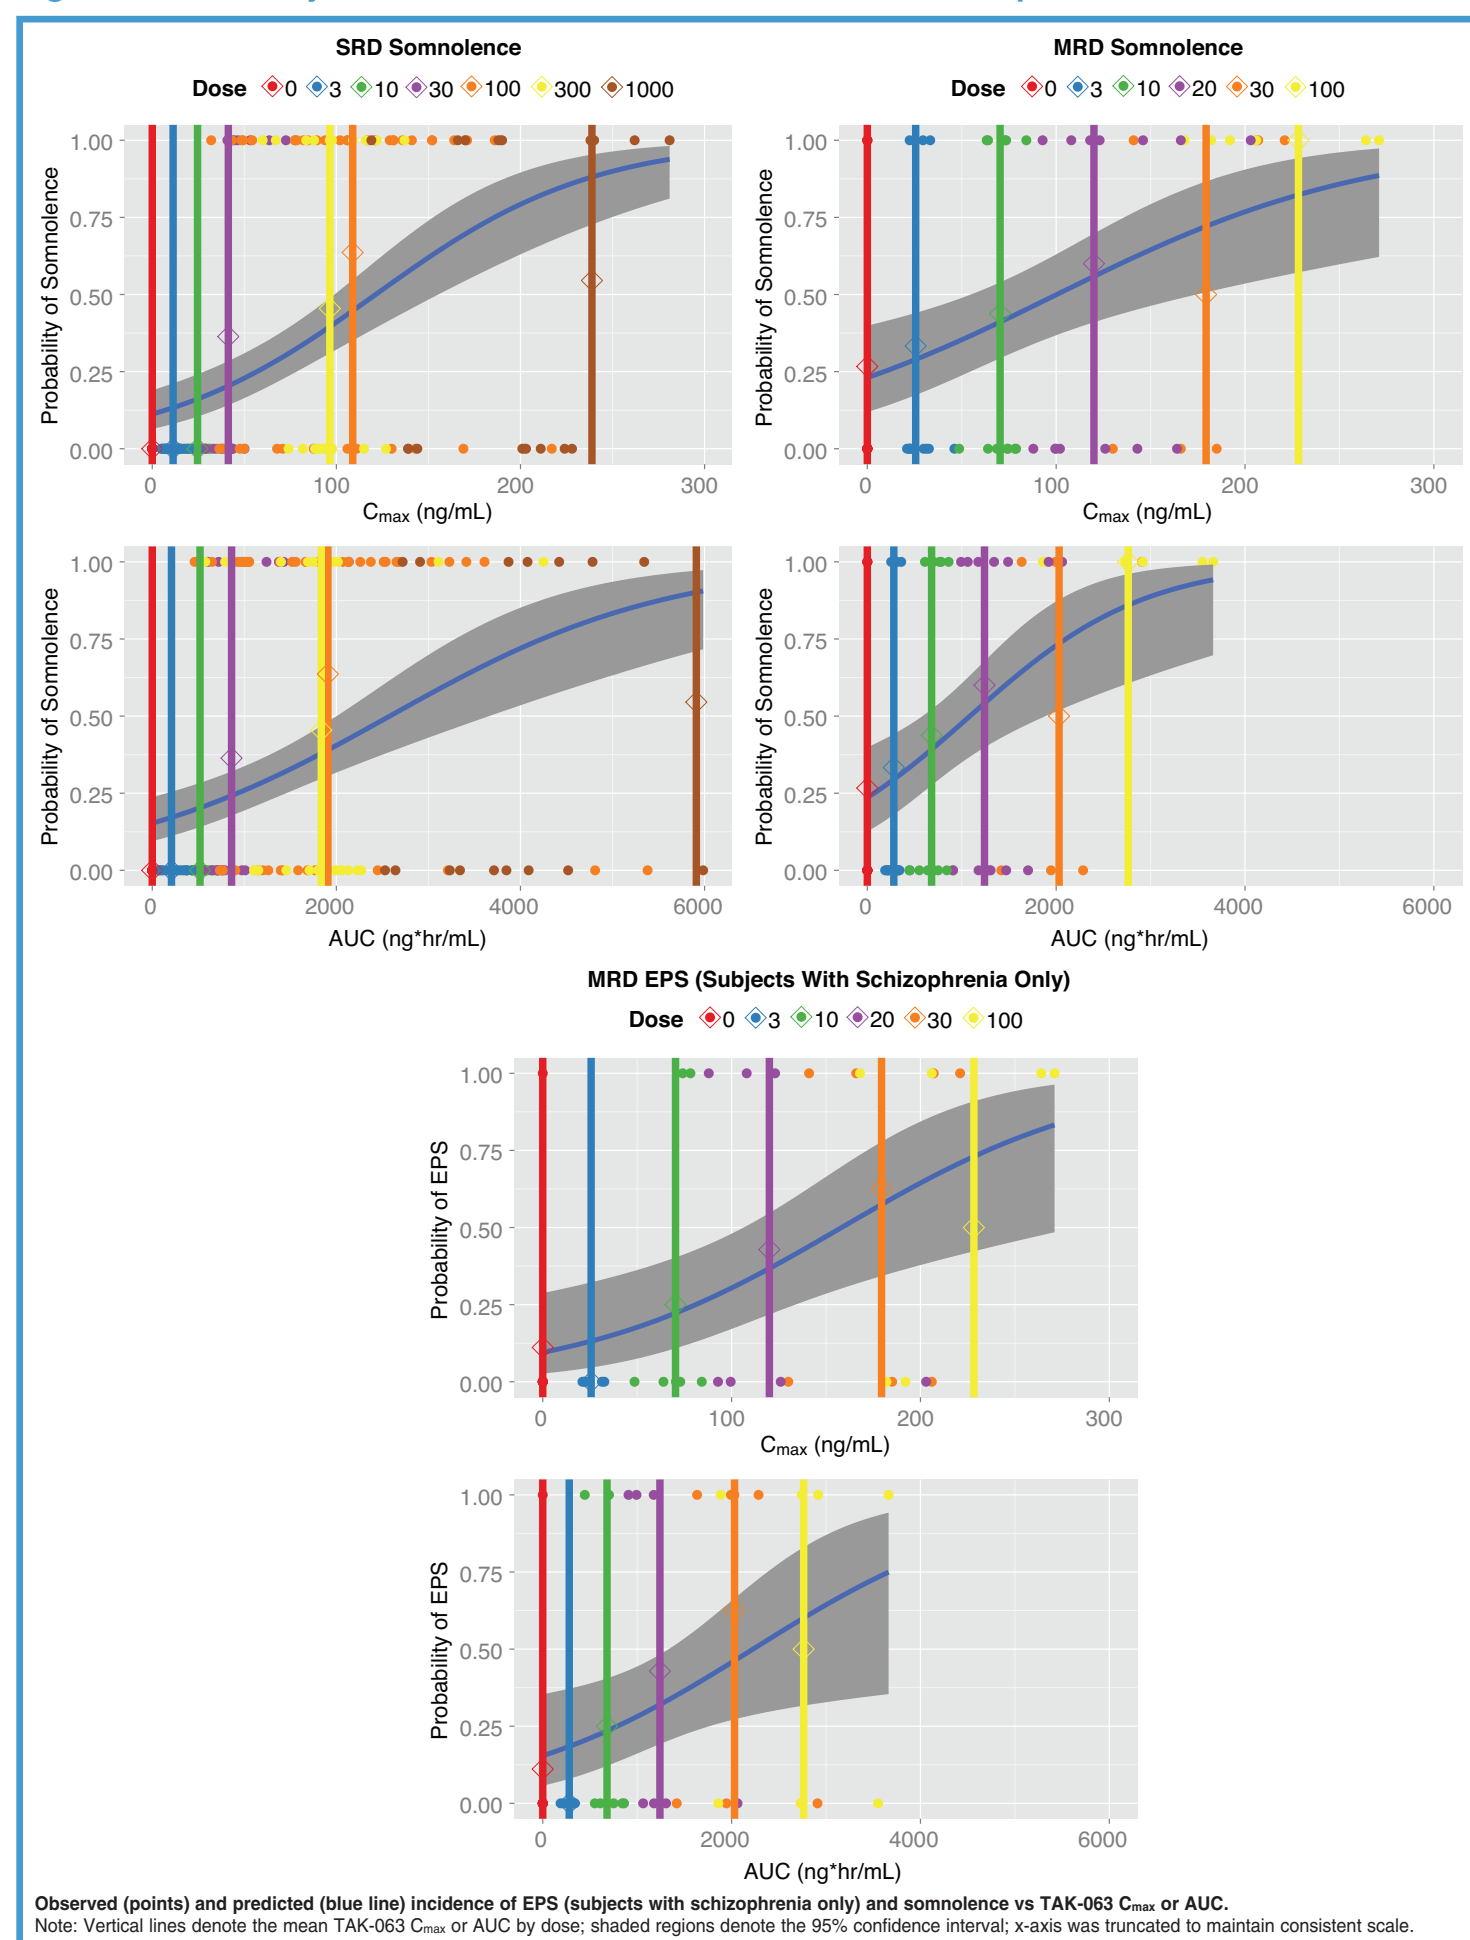 SRD Somnolence
Dose 0 3 10 30 100 300 1000
1.00
0.75
0.50
0.25
0.00
Probability of Somnolence
0 100 200 300
Cmax (ng/mL)
MRD Somnolence
Dose 0 3 10 20 30 100
1.00
0.75
0.50
0.25
0.00
Probability of Somnolence
0 100 200 300
Cmax (ng/mL)
1.00
0.75
0.50
0.25
0.00
Probability of Somnolence
0 2000 4000 6000
AUC (ng*hr/mL)
1.00
0.75
0.50
0.25
0.00
Probability of Somnolence
0 2000 4000 6000
AUC (ng*hr/mL)
MRD EPS (Subjects With Schizophrenia Only)
Dose 0 3 10 20 30 100
1.00
0.75
0.50
0.25
0.00
Probability of EPS
0 100 200 300
Cmax (ng/mL)
1.00
0.75
0.50
0.25
0.00
Probability of EPS
0 2000 4000 6000
AUC (ng*hr/mL)
Observed (points) and predicted (blue line) incidence of EPS (subjects with schizophrenia only) and somnolence vs TAK-063 Cmax or AUC.
Note: Vertical lines denote the mean TAK-063 Cmax or AUC by dose; shaded regions denote the 95% confidence interval; x-axis was truncated to maintain consistent scale.